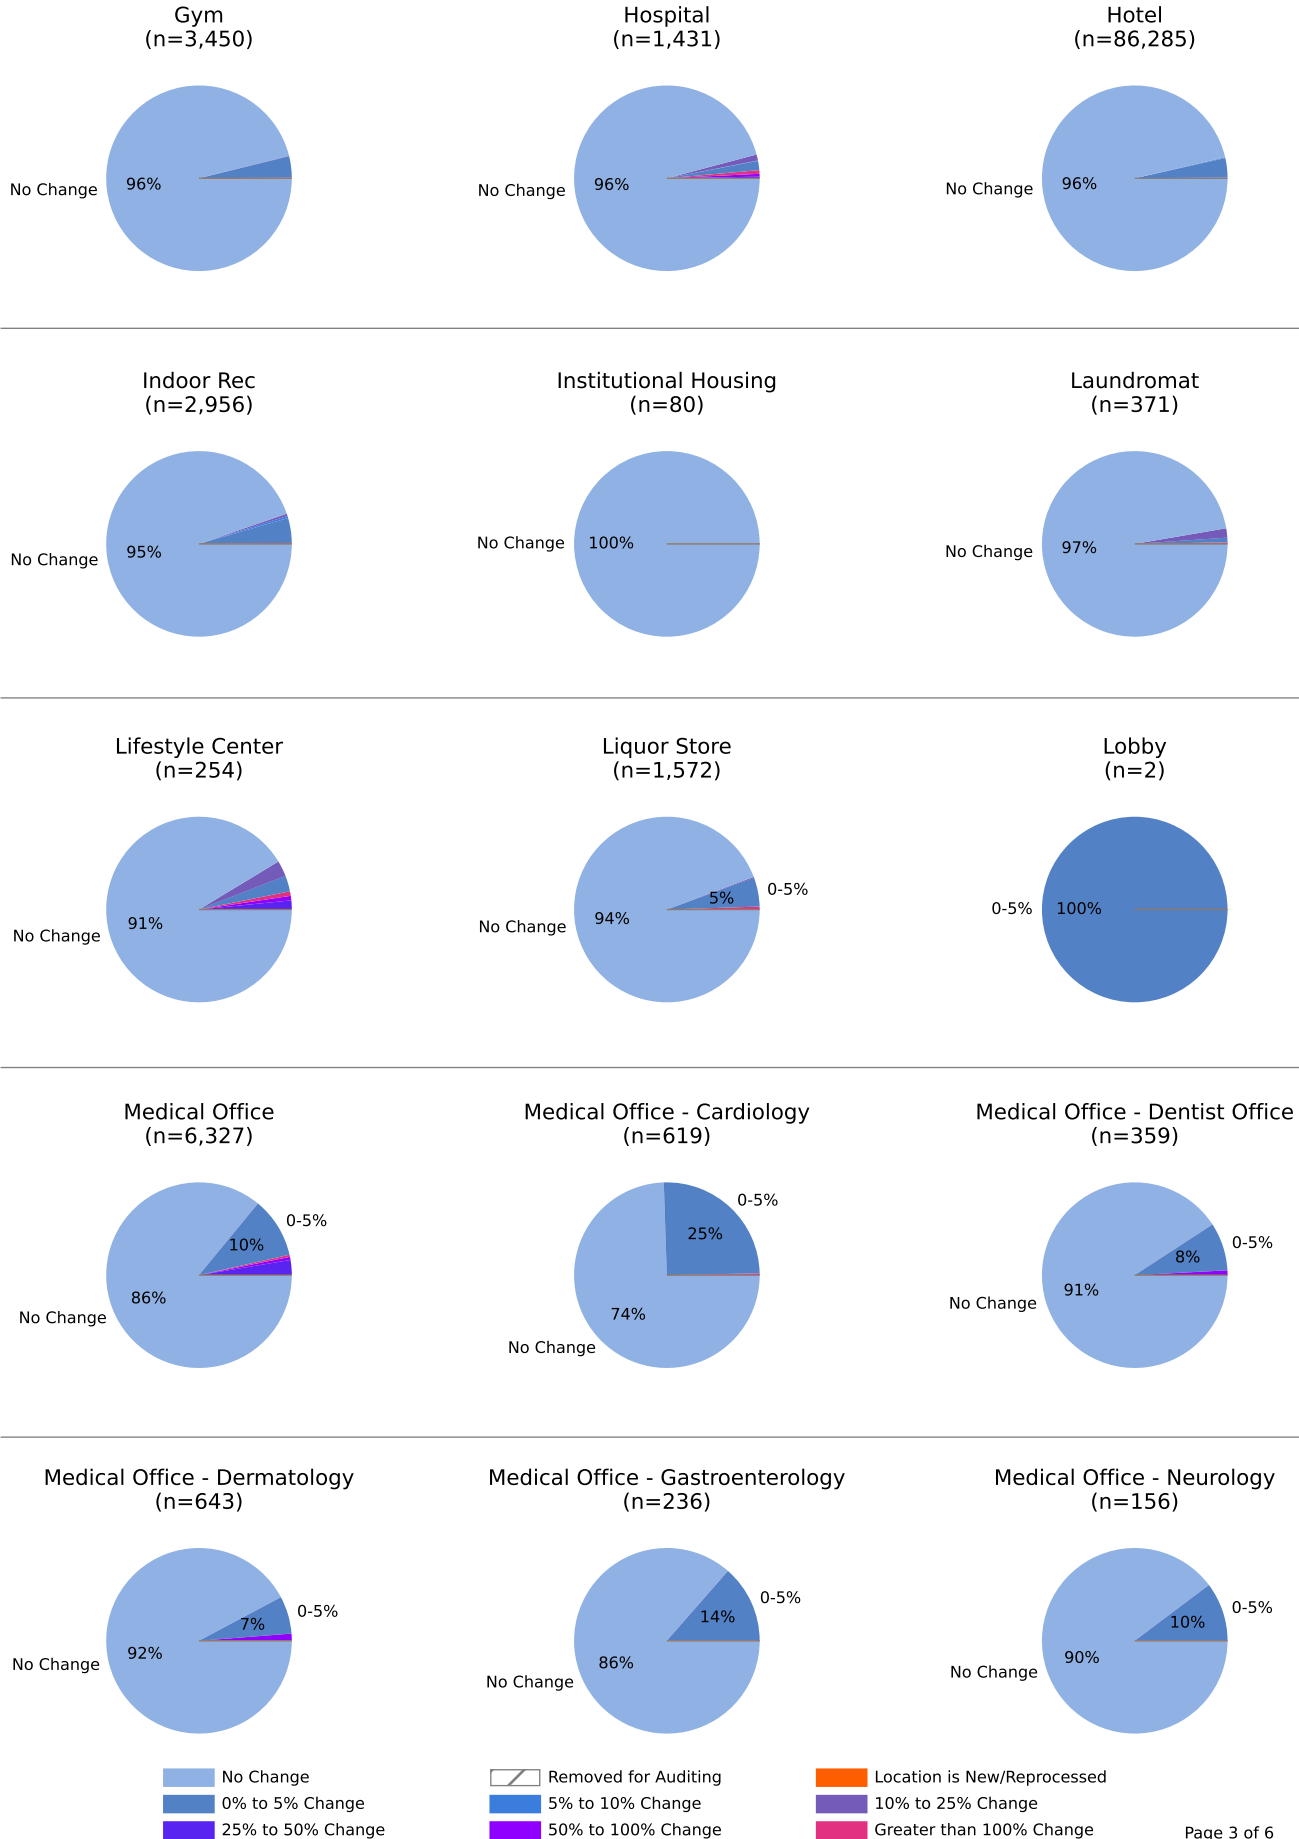 Gym
(n=3,450)
Hospital
(n=1,431)
Hotel
(n=86,285)
96%
No Change
96%
No Change
96%
No Change
Indoor Rec
(n=2,956)
Institutional Housing
(n=80)
Laundromat
(n=371)
95%
No Change
100%
No Change
97%
No Change
Lifestyle Center
(n=254)
Liquor Store
(n=1,572)
Lobby
(n=2)
91%
No Change
0-5%
5%
94%
No Change
0-5%
100%
Medical Office
(n=6,327)
Medical Office - Cardiology
(n=619)
Medical Office - Dentist Office
(n=359)
0-5%
10%
86%
No Change
0-5%
25%
74%
No Change
0-5%
8%
91%
No Change
Medical Office - Dermatology
(n=643)
Medical Office - Gastroenterology
(n=236)
Medical Office - Neurology
(n=156)
0-5%
7%
92%
No Change
0-5%
14%
86%
No Change
0-5%
10%
90%
No Change
No Change
Removed for Auditing
Location is New/Reprocessed
0% to 5% Change
5% to 10% Change
10% to 25% Change
25% to 50% Change
50% to 100% Change
Greater than 100% Change
Page 3 of 6